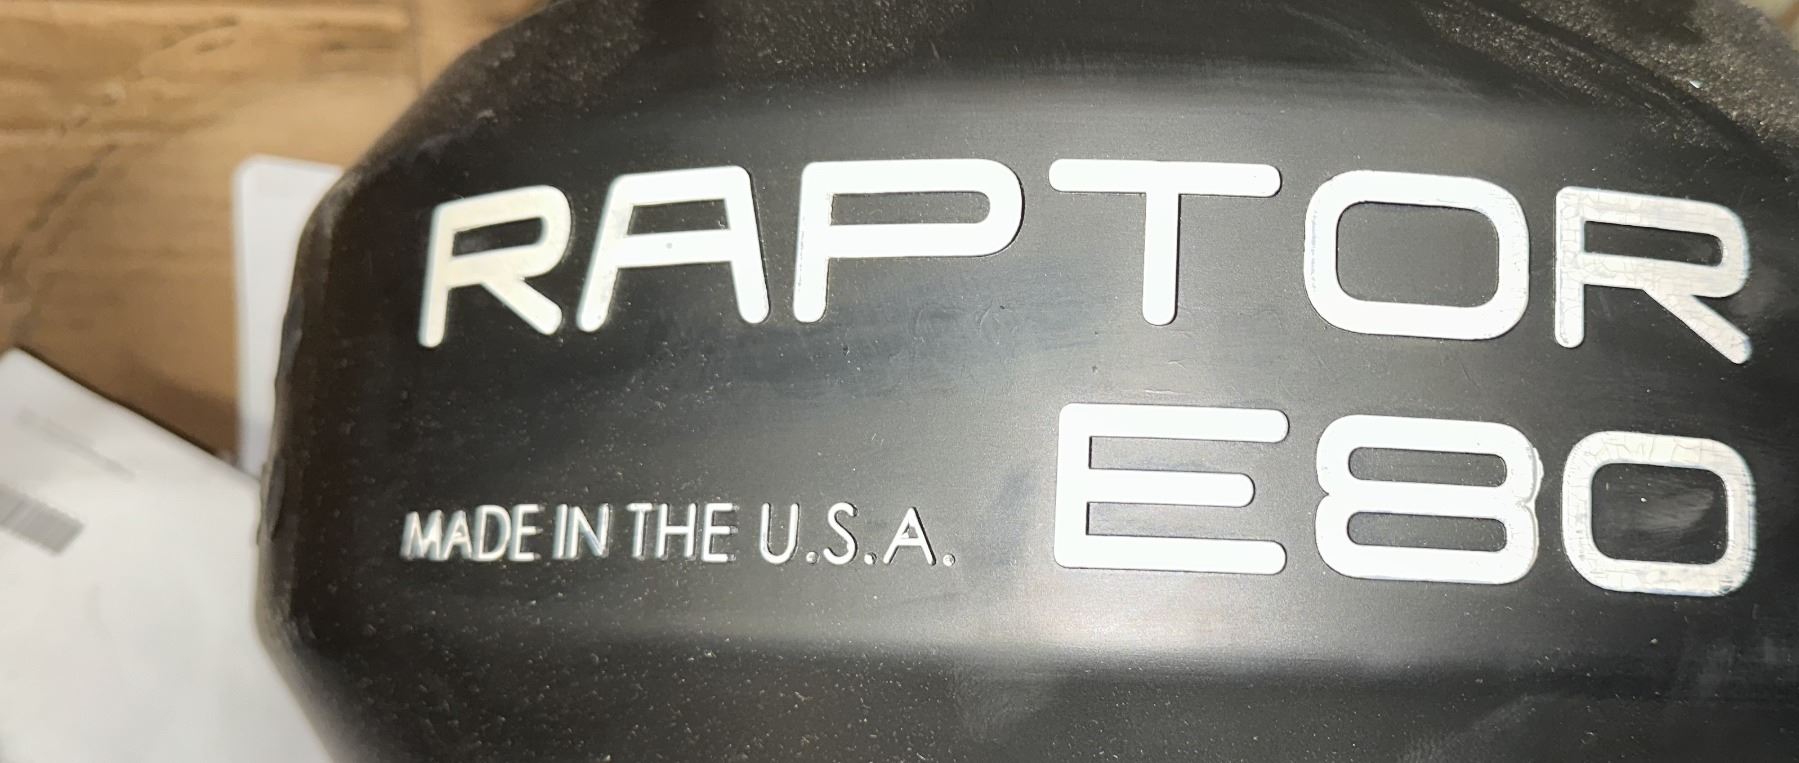 RAPTOR
E80
MADE IN THE U.S.A.